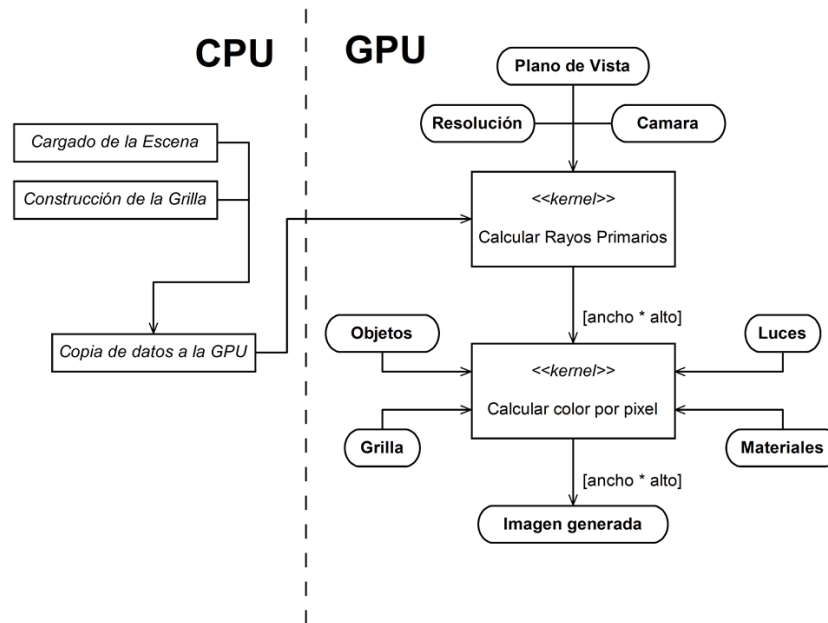 CPU
GPU
Plano de Vista
Resolución
Camara
Cargado de la Escena
Construcción de la Grilla
<<kernel>>
Calcular Rayos Primarios
[ancho * alto]
Copia de datos a la GPU
Objetos
Luces
<<kernel>>
Calcular color por pixel
Grilla
Materiales
[ancho * alto]
Imagen generada